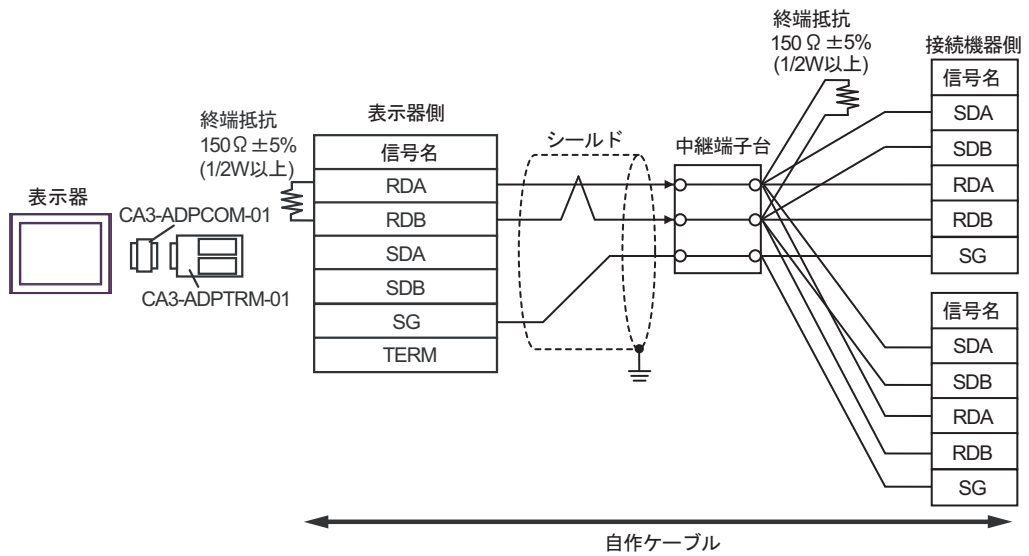 表示器
CA3-ADPCOM-01
CA3-ADPTRM-01
終端抵抗
150Ω±5%
(1/2W以上)
表示器側
信号名
RDA
RDB
SDA
SDB
SG
TERM
シールド
中継端子台
終端抵抗
150 Ω ±5%
(1/2W以上)
接続機器側
信号名
SDA
SDB
RDA
RDB
SG
信号名
SDA
SDB
RDA
RDB
SG
自作ケーブル